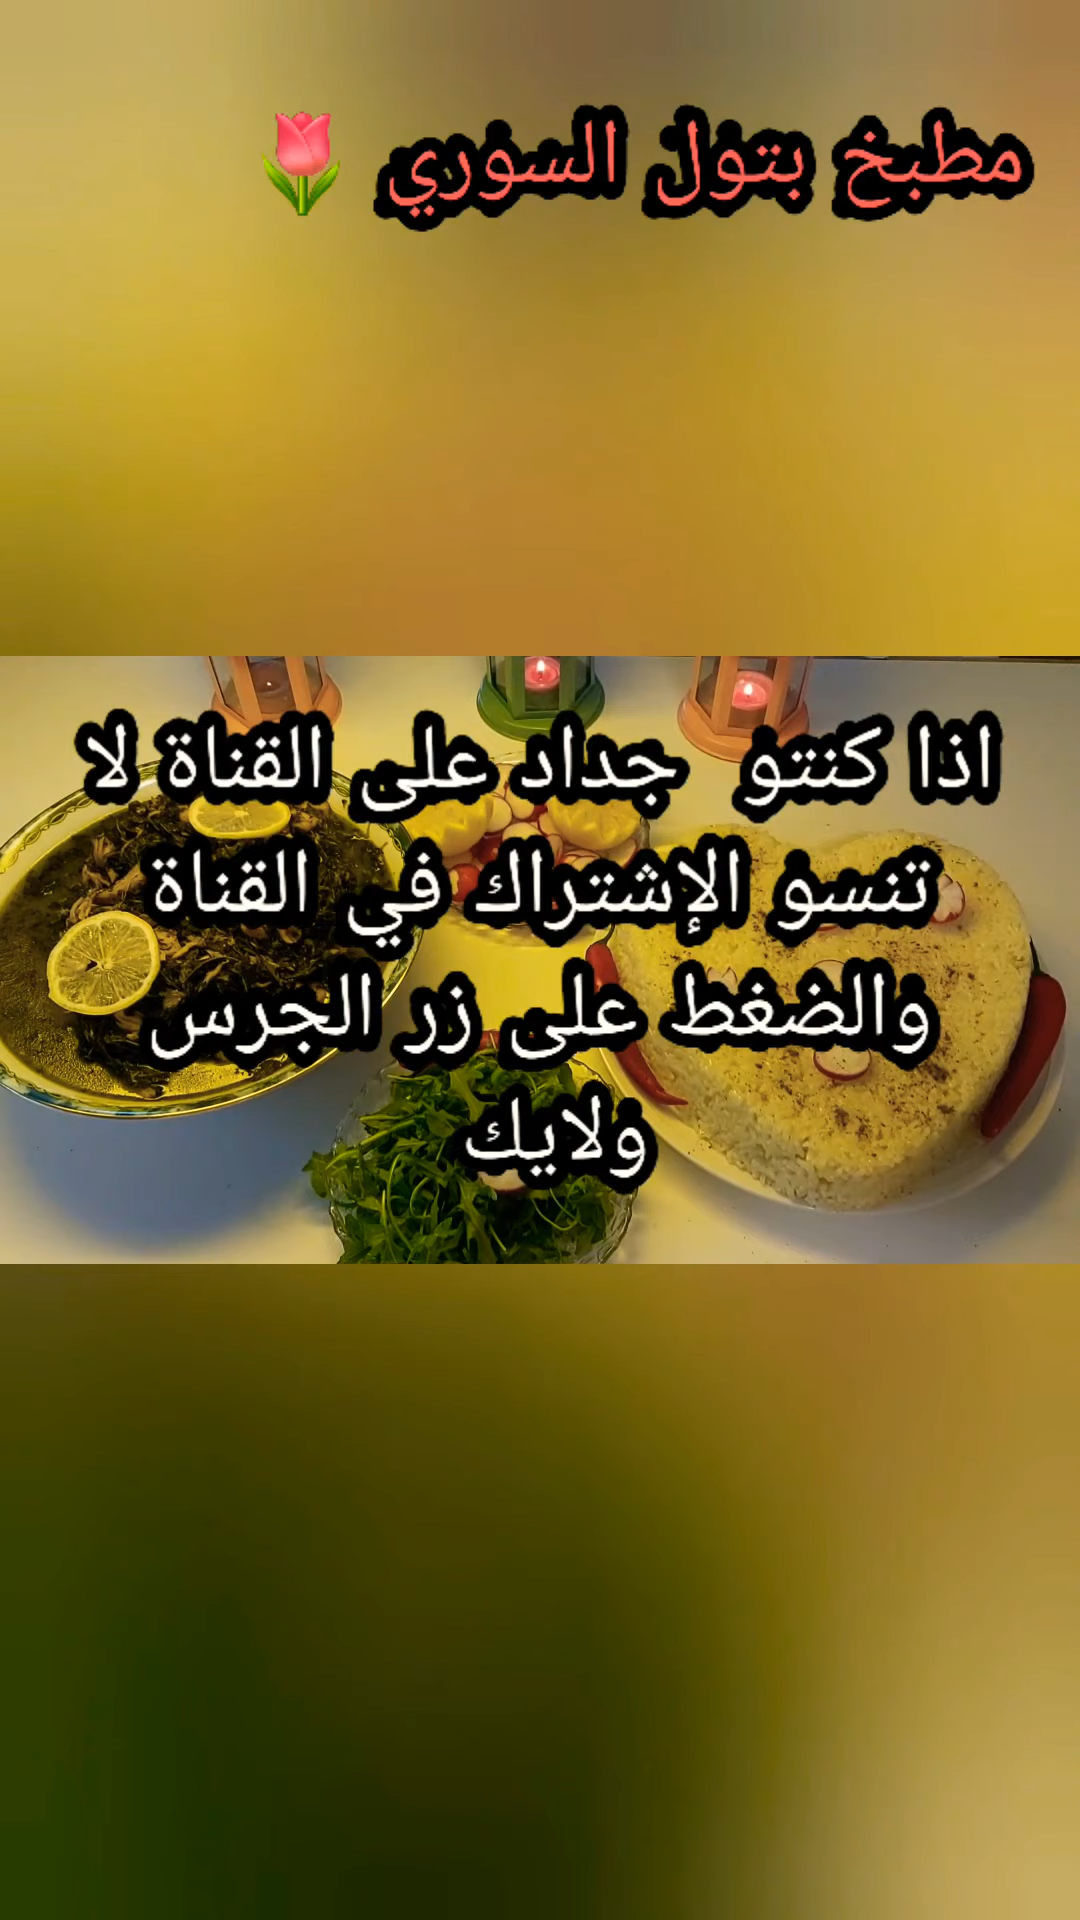 مطبخ بتول السوري 🌷
اذا كنتو جداد على القناة لا
تنسو الإشتراك في القناة
والضغط على زر الجرس
ولايك